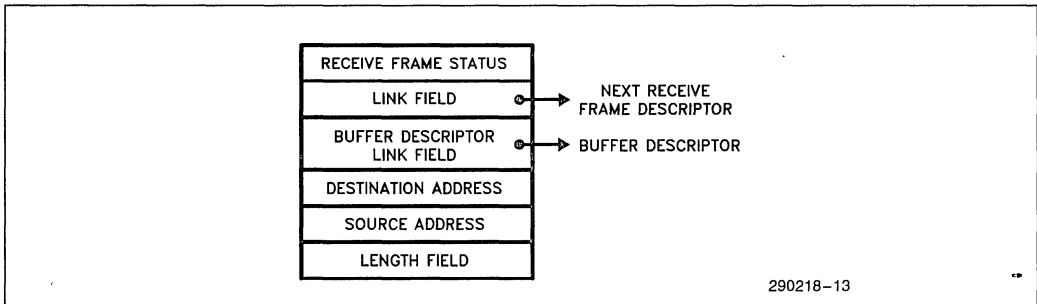 RECEIVE FRAME STATUS
LINK FIELD
NEXT RECEIVE
FRAME DESCRIPTOR
BUFFER DESCRIPTOR
LINK FIELD
BUFFER DESCRIPTOR
DESTINATION ADDRESS
SOURCE ADDRESS
LENGTH FIELD
290218–13